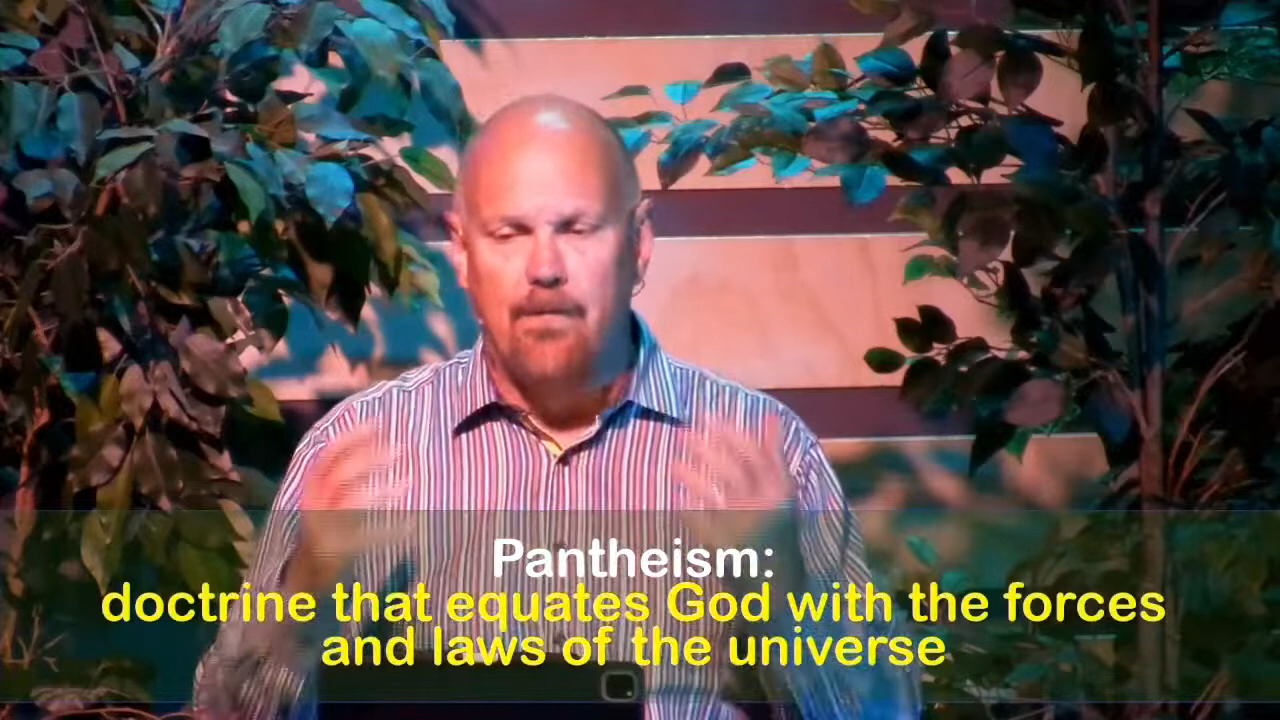 Pantheism:
doctrine that equates God with the forces
and laws of the universe